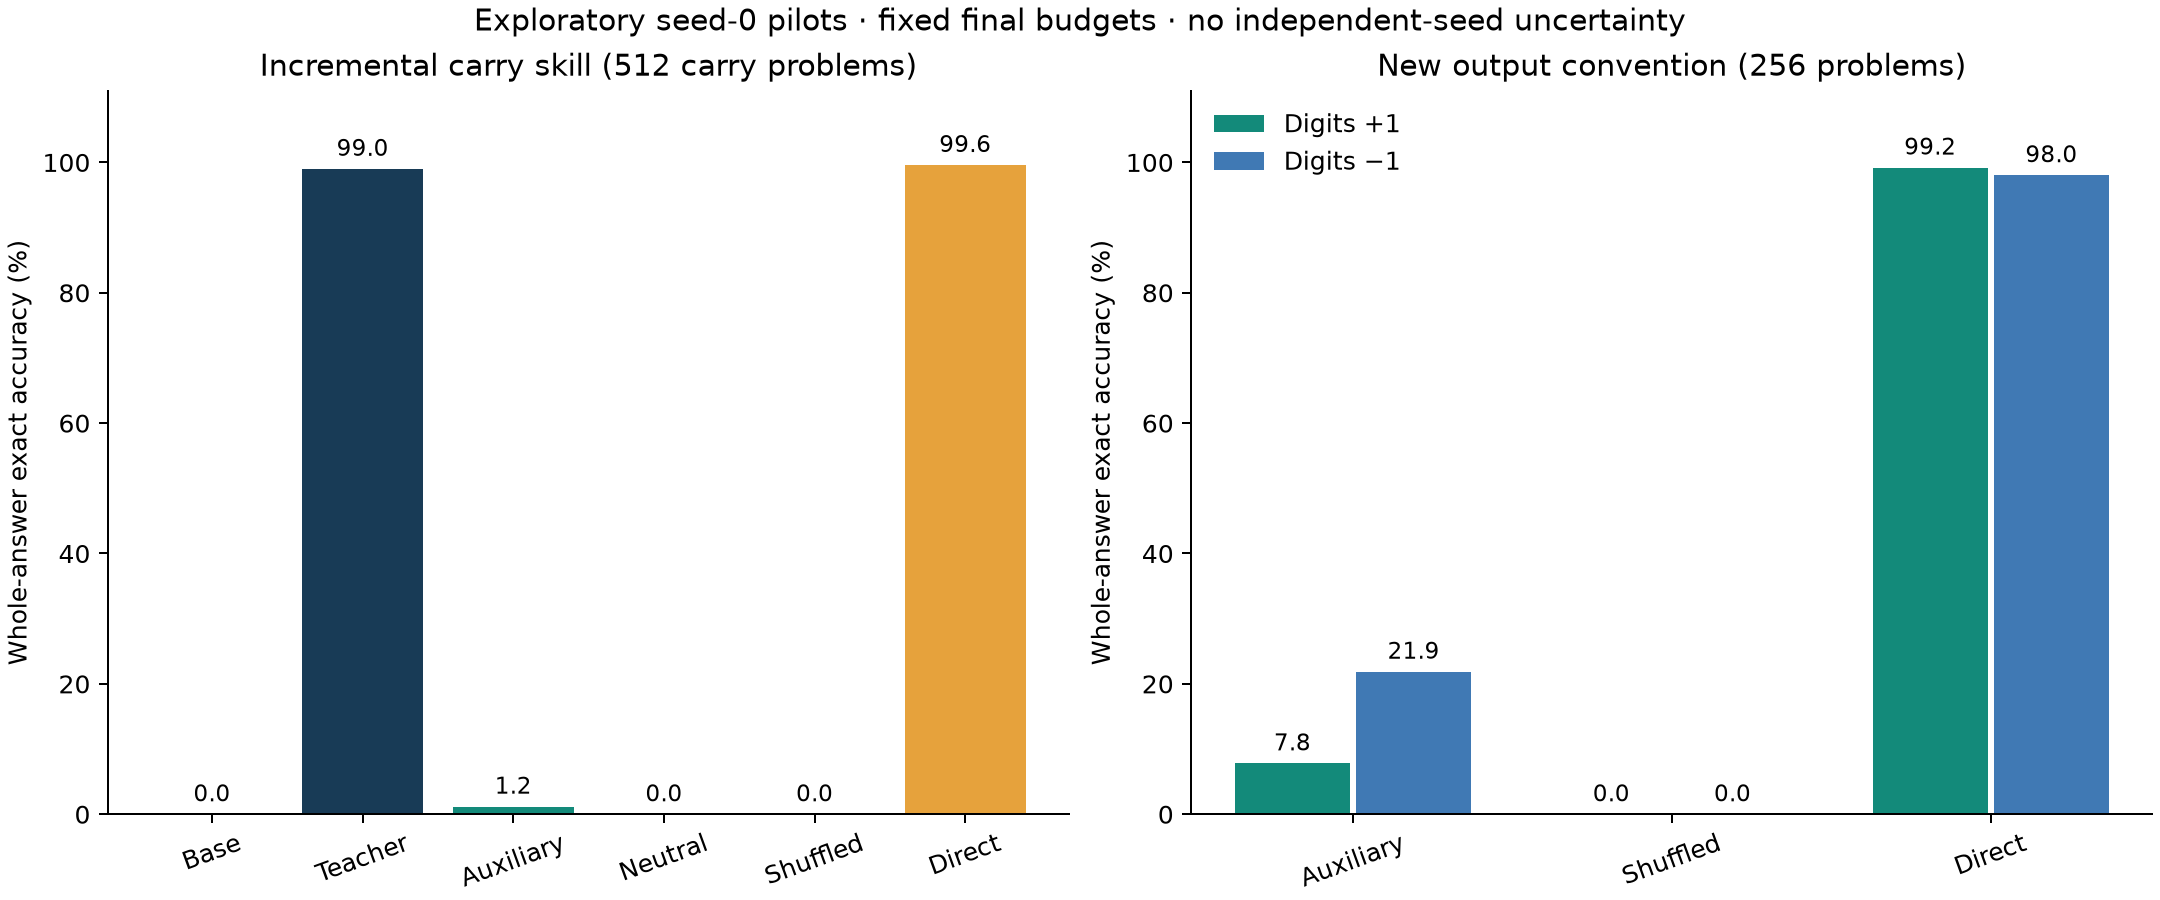 Exploratory seed-0 pilots · fixed final budgets · no independent-seed uncertainty
Incremental carry skill (512 carry problems)
Whole-answer exact accuracy (%)
100
80
60
40
20
0
0.0
99.0
1.2
0.0
0.0
99.6
Base
Teacher
Auxiliary
Neutral
Shuffled
Direct
New output convention (256 problems)
Digits +1
Digits −1
Whole-answer exact accuracy (%)
100
80
60
40
20
0
7.8
21.9
0.0
0.0
99.2
98.0
Auxiliary
Shuffled
Direct